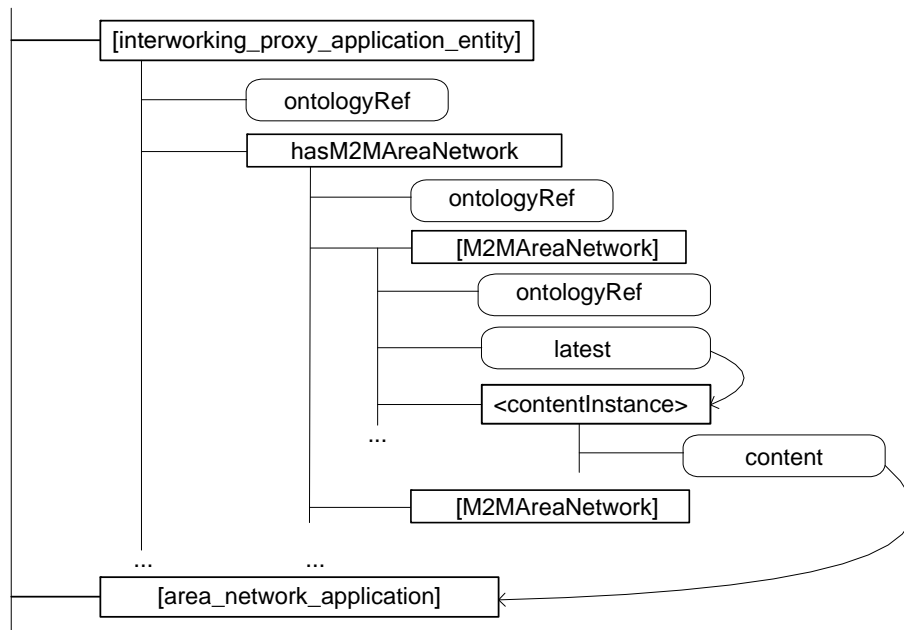 [interworking_proxy_application_entity]
ontologyRef
hasM2MAreaNetwork
ontologyRef
[M2MAreaNetwork]
ontologyRef
latest
<contentInstance>
...
content
[M2MAreaNetwork]
... ...
[area_network_application]